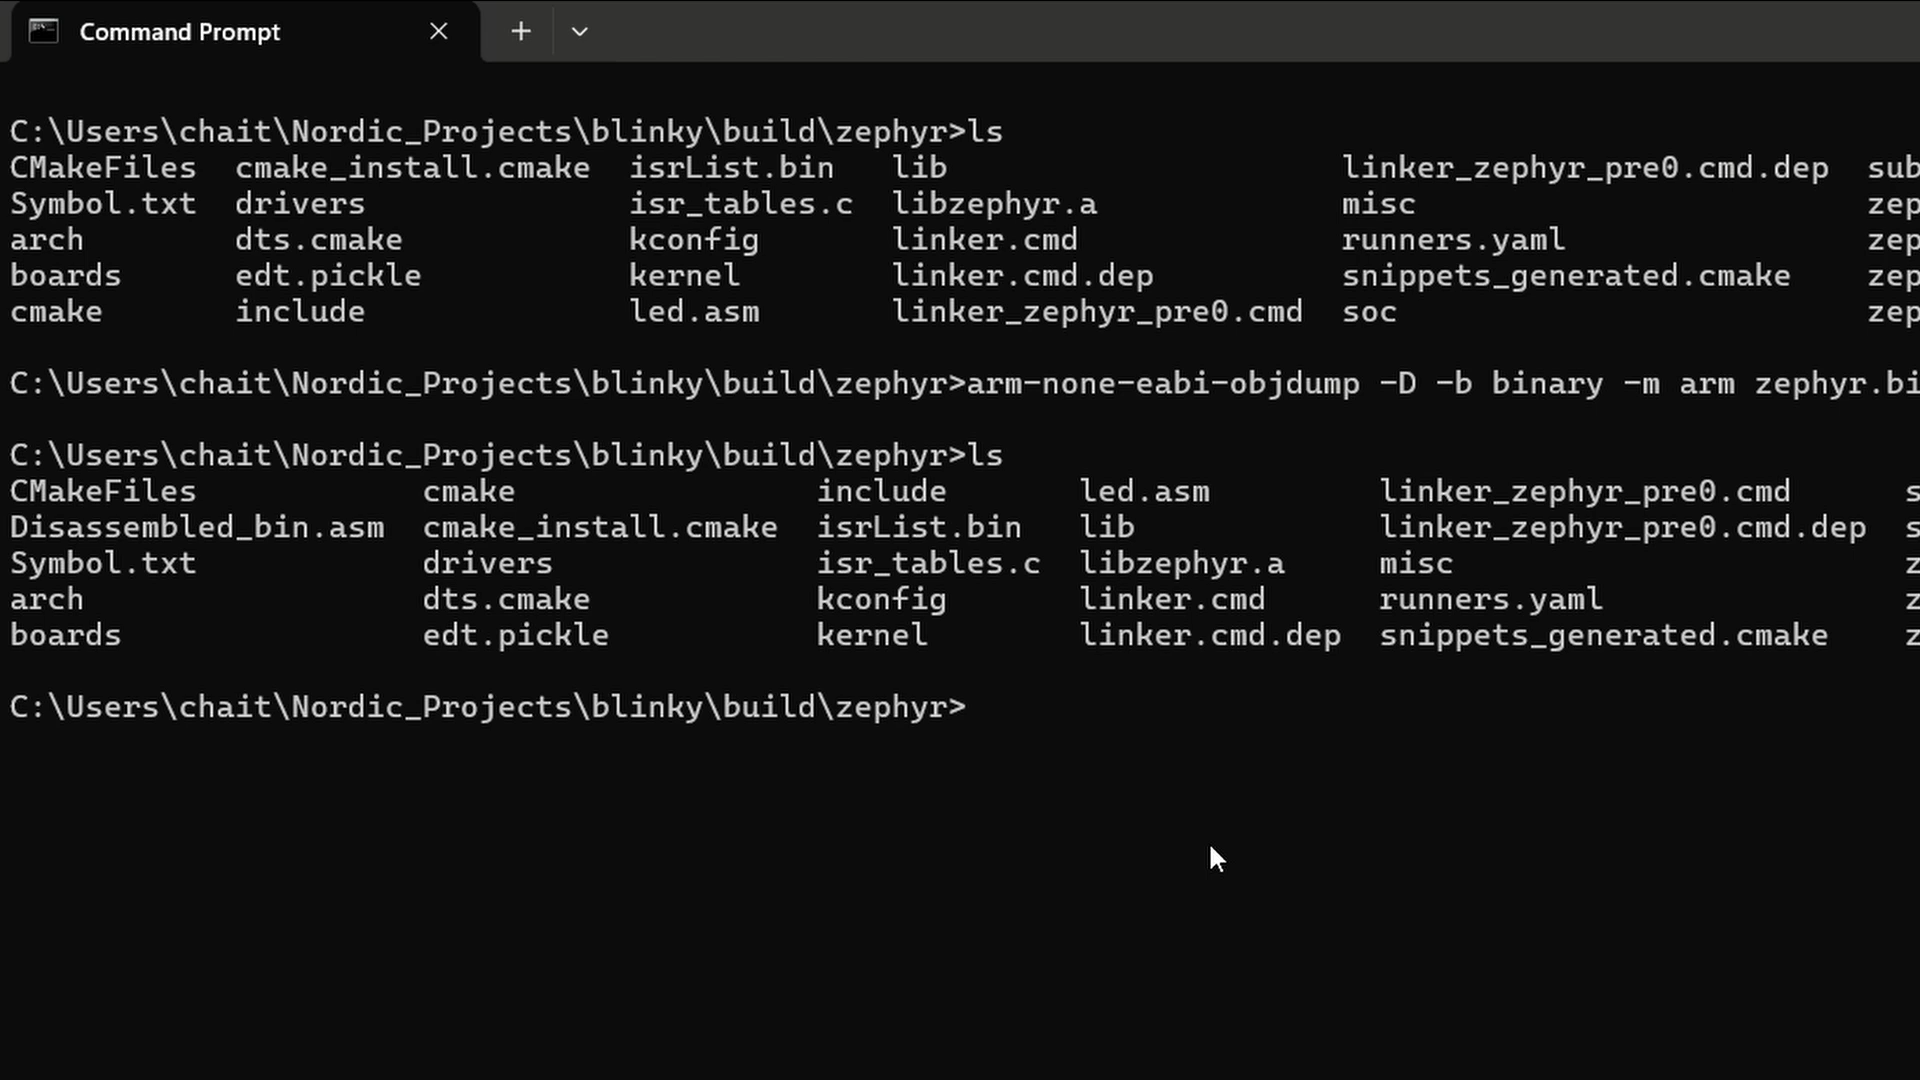 Command Prompt
C:\Users\chait\Nordic_Projects\blinky\build\zephyr>ls
CMakeFiles cmake_install.cmake isrList.bin lib linker_zephyr_pre0.cmd.dep sub
Symbol.txt drivers isr_tables.c libzephyr.a misc zep
arch dts.cmake kconfig linker.cmd runners.yaml zep
boards edt.pickle kernel linker.cmd.dep snippets_generated.cmake zep
cmake include led.asm linker_zephyr_pre0.cmd soc zep
C:\Users\chait\Nordic_Projects\blinky\build\zephyr>arm-none-eabi-objdump -D -b binary -m arm zephyr.bi
C:\Users\chait\Nordic_Projects\blinky\build\zephyr>ls
CMakeFiles cmake include led.asm linker_zephyr_pre0.cmd s
Disassembled_bin.asm cmake_install.cmake isrList.bin lib linker_zephyr_pre0.cmd.dep s
Symbol.txt drivers isr_tables.c libzephyr.a misc z
arch dts.cmake kconfig linker.cmd runners.yaml z
boards edt.pickle kernel linker.cmd.dep snippets_generated.cmake z
C:\Users\chait\Nordic_Projects\blinky\build\zephyr>